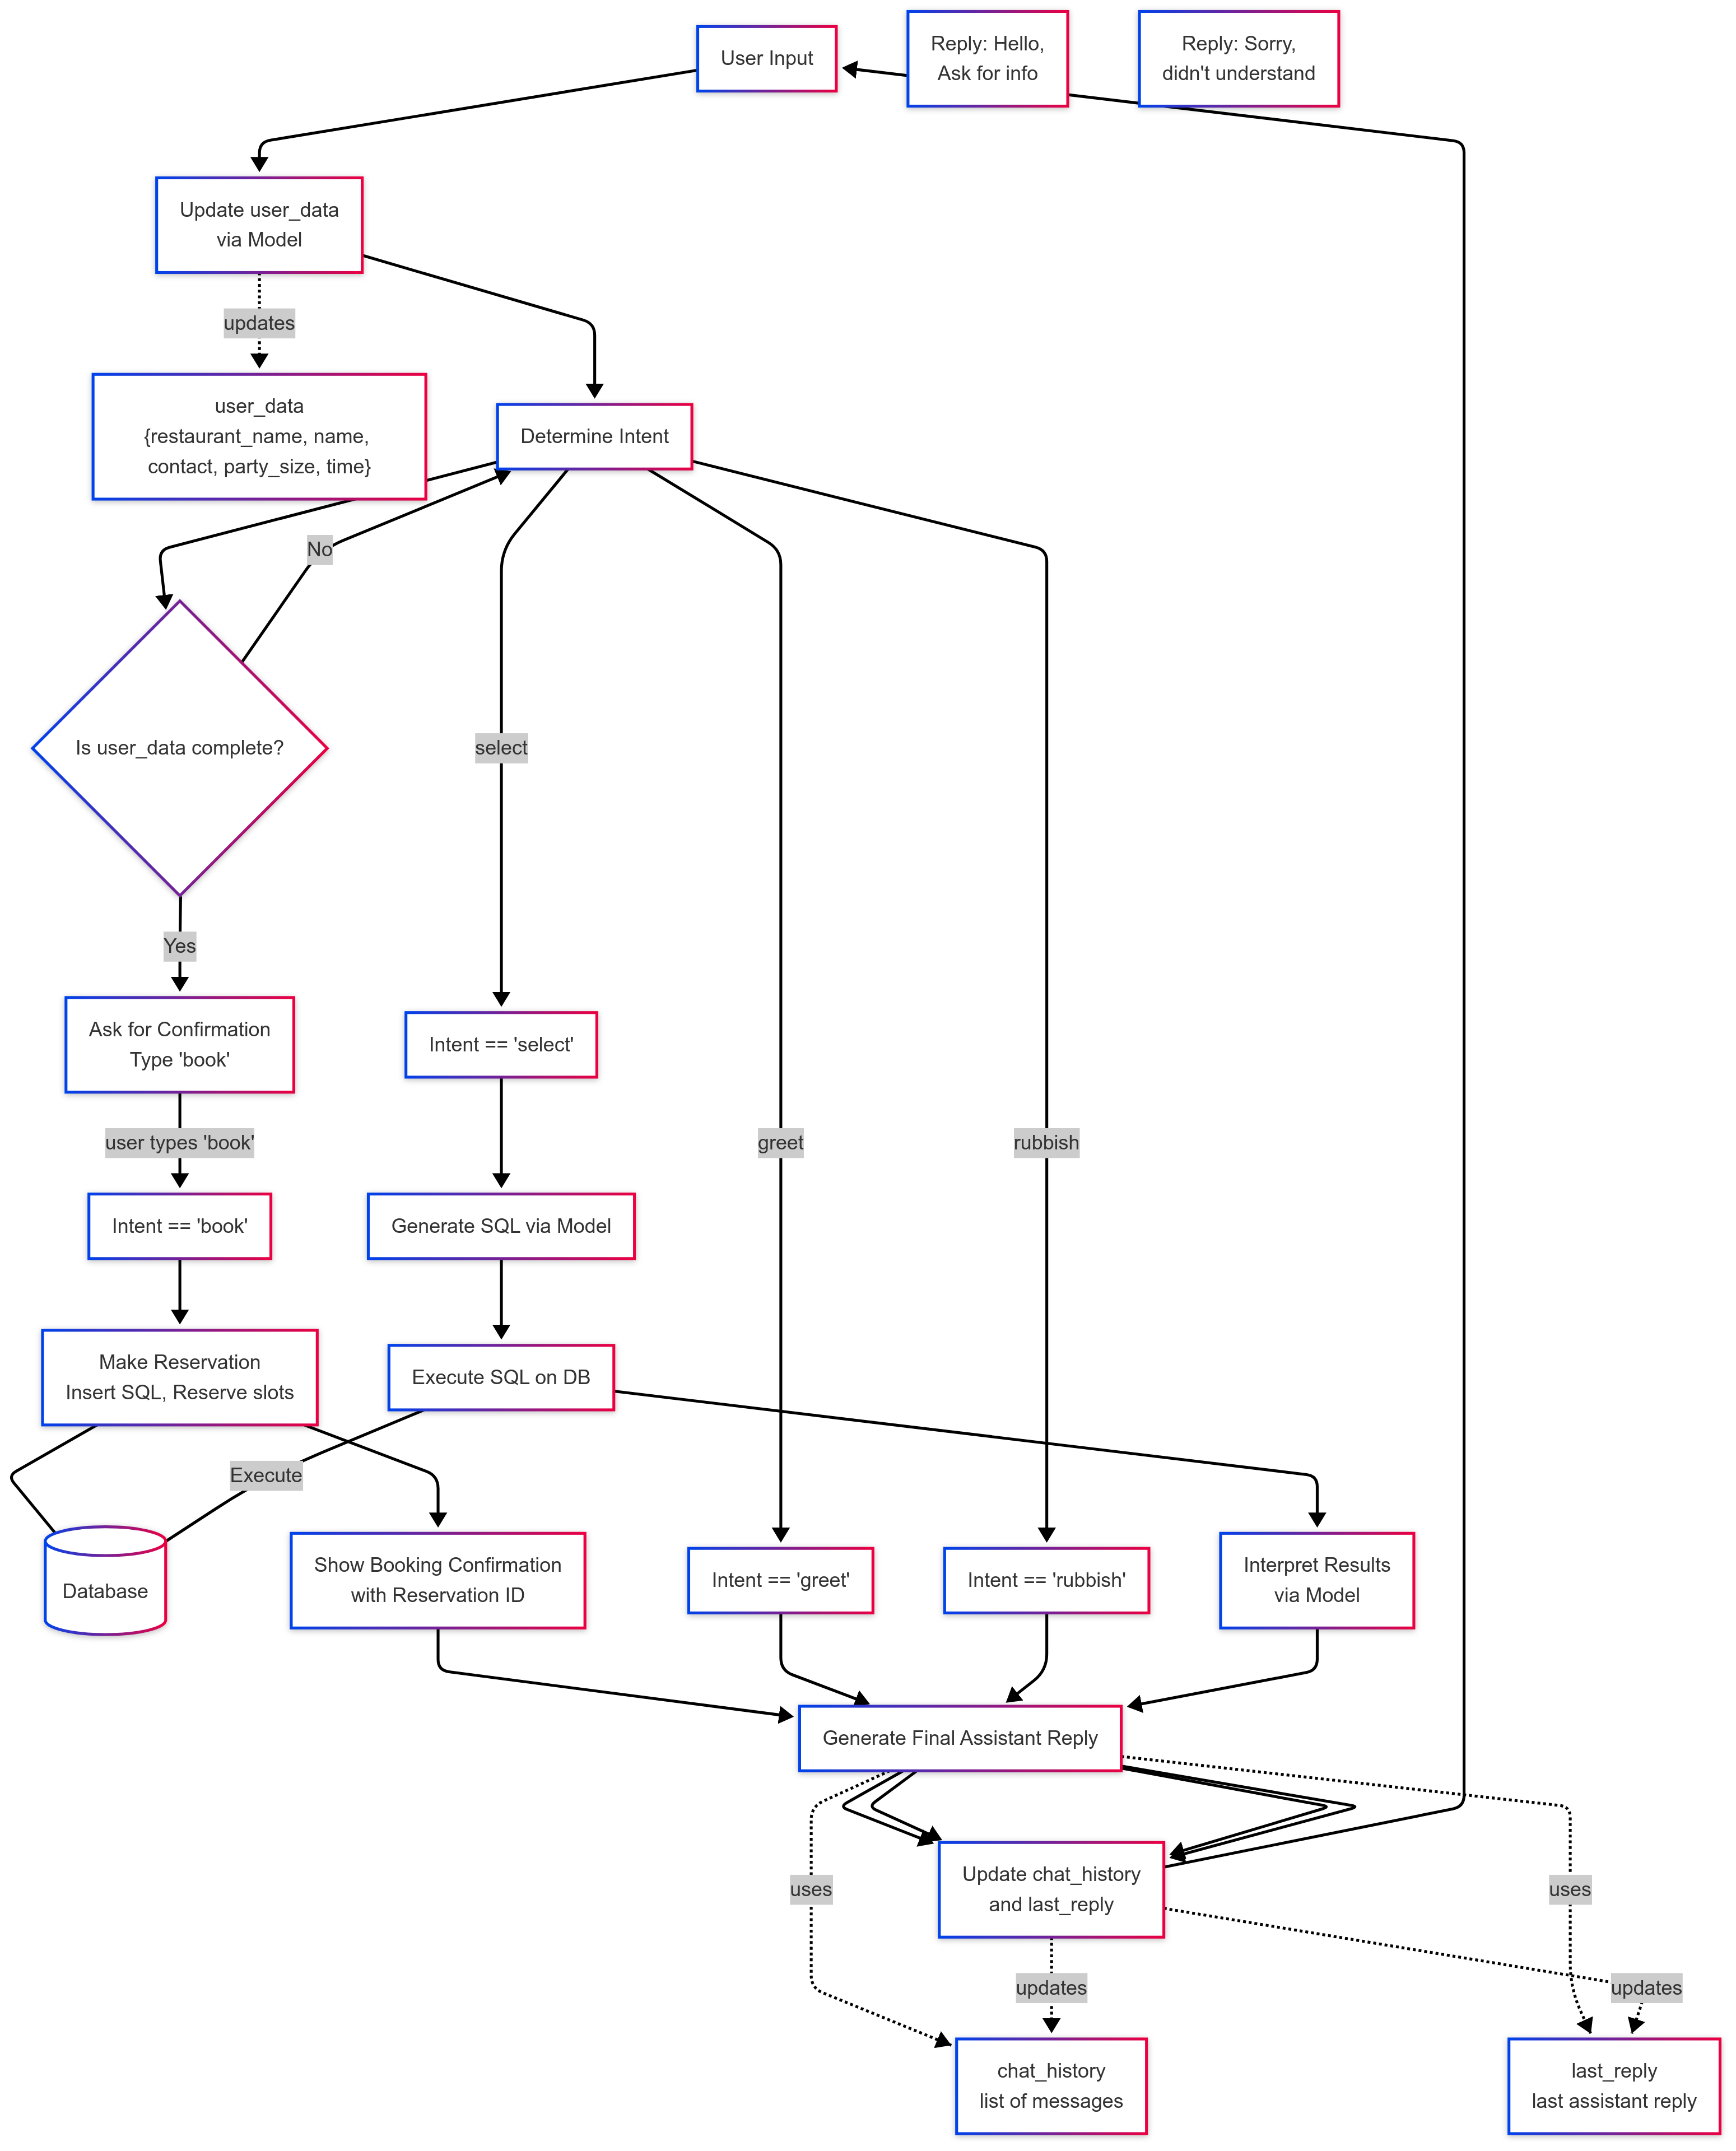 User Input
Reply: Hello,
Ask for info
Reply: Sorry,
didn't understand
Update user_data
via Model
updates
user_data
{restaurant_name, name,
contact, party_size, time}
Determine Intent
No
Is user_data complete?
select
Yes
Ask for Confirmation
Type 'book'
Intent == 'select'
user types 'book'
greet
rubbish
Intent == 'book'
Generate SQL via Model
Make Reservation
Insert SQL, Reserve slots
Execute SQL on DB
Execute
Database
Show Booking Confirmation
with Reservation ID
Intent == 'greet'
Intent == 'rubbish'
Interpret Results
via Model
Generate Final Assistant Reply
uses
Update chat_history
and last_reply
uses
updates
updates
chat_history
list of messages
last_reply
last assistant reply